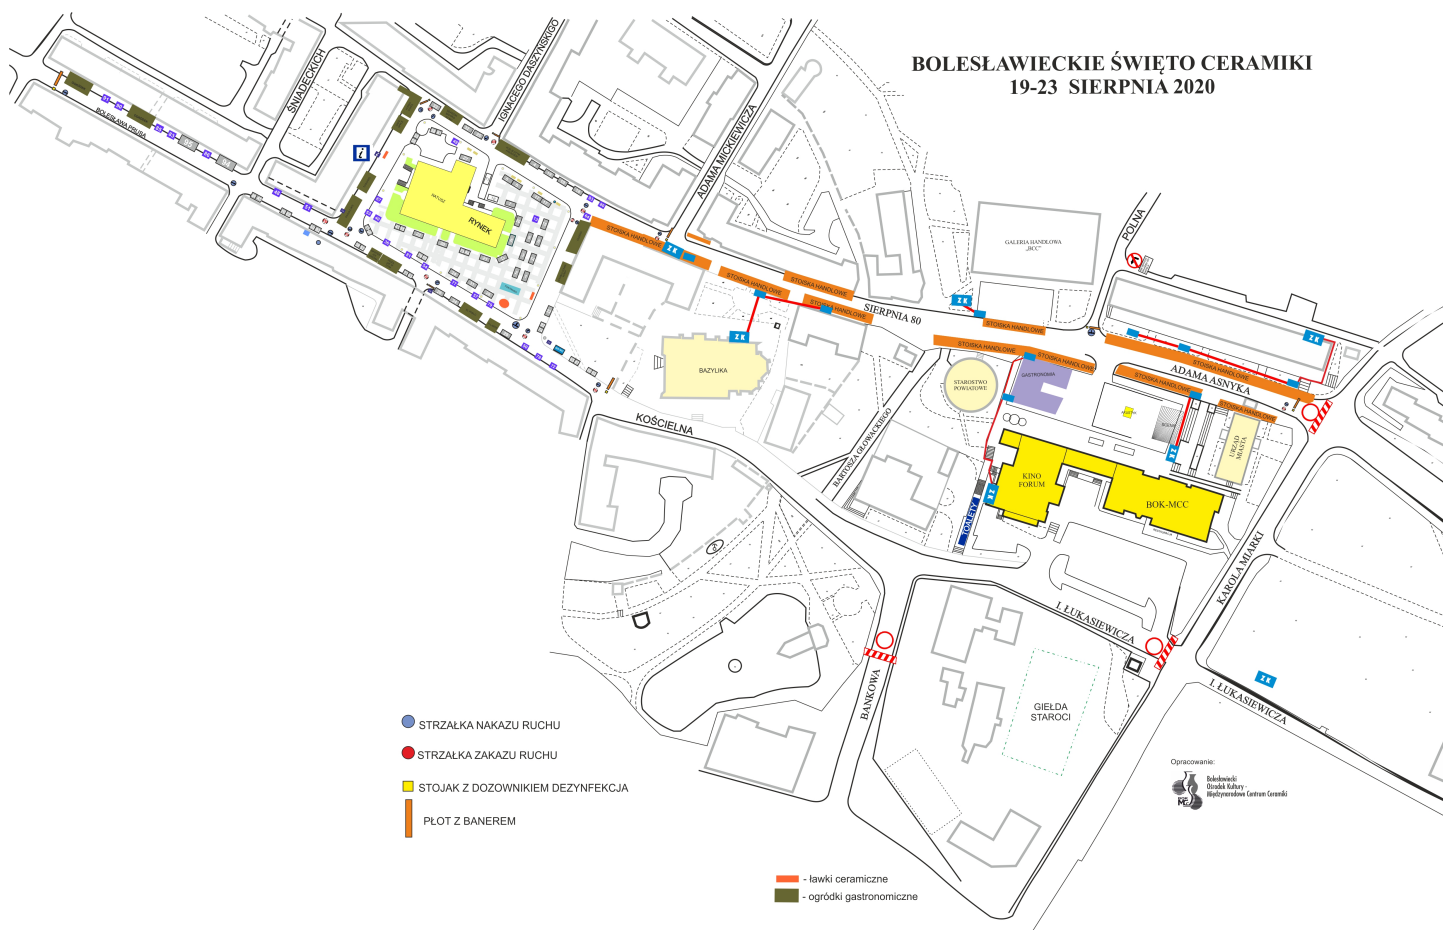 BOLESŁAWIECKIE ŚWIĘTO CERAMIKI
19-23 SIERPNIA 2020
BOLESŁAWA PRUSA
ŚNIADECKICH
IGNACEGO DASZYŃSKIEGO
ADAMA MICKIEWICZA
POLNA
i
RATUSZ
RYNEK
GALERIA HANDLOWA
„BCC"
STOISKA HANDLOWE
Z K
STOISKA HANDLOWE
STOISKA HANDLOWE
STOISKA HANDLOWE
SIERPNIA 80
Z K
STOISKA HANDLOWE
Z K
STOISKA HANDLOWE
STOISKA HANDLOWE
STOISKA HANDLOWE
Z K
ADAMA ASNYKA
STOISKA HANDLOWE
STOISKA HANDLOWE
BAZYLIKA
STAROSTWO
POWIATOWE
GASTRONOMIA
SCENA
URZĄD
MIASTA
KOŚCIELNA
BARTOSZA GŁOWACKIEGO
Z K
KINO
FORUM
BOK-MCC
Z K
TOALETY
KAROLA MIARKI
I. ŁUKASIEWICZA
I. ŁUKASIEWICZA
Z K
BANKOWA
GIEŁDA
STAROCI
STRZAŁKA NAKAZU RUCHU
STRZAŁKA ZAKAZU RUCHU
STOJAK Z DOZOWNIKIEM DEZYNFEKCJA
PŁOT Z BANEREM
- ławki ceramiczne
- ogródki gastronomiczne
Opracowanie:
Bolesławiecki
Ośrodek Kultury -
Międzynarodowe Centrum Ceramiki